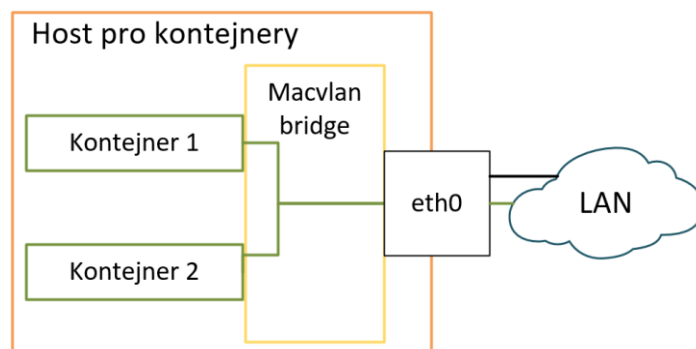 Host pro kontejnery
Macvlan
bridge
Kontejner 1
eth0
LAN
Kontejner 2